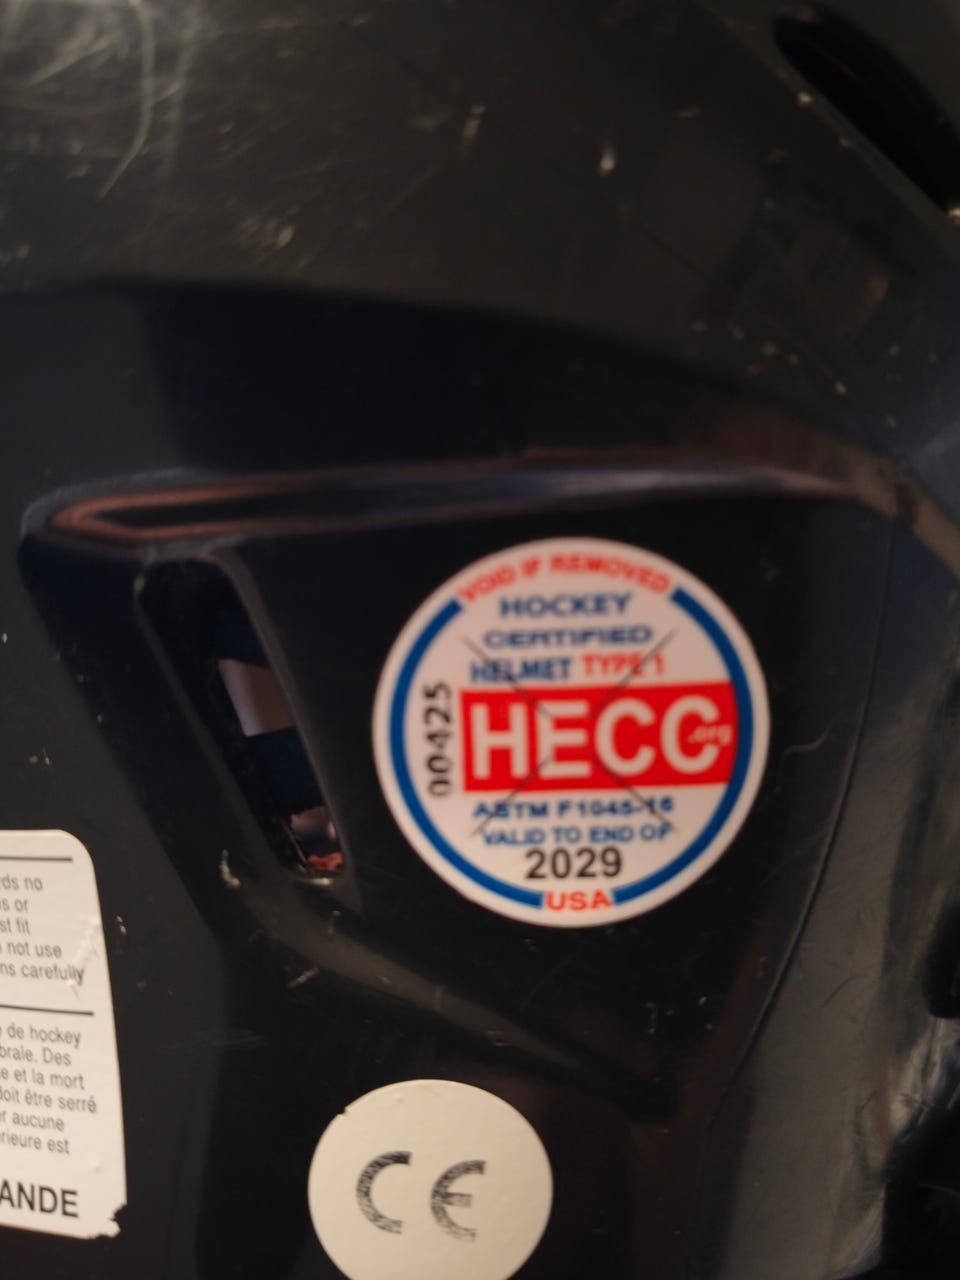 VOID IF REMOVED
HOCKEY
CERTIFIED
HELMET TYPE 1
00425
HECC.org
ASTM F1045-16
VALID TO END OF
2029
USA
rds no
s or
st fit
not use
ns carefully
de hockey
brale. Des
e et la mort
doit être serré
er aucune
rieure est
ANDE
CE